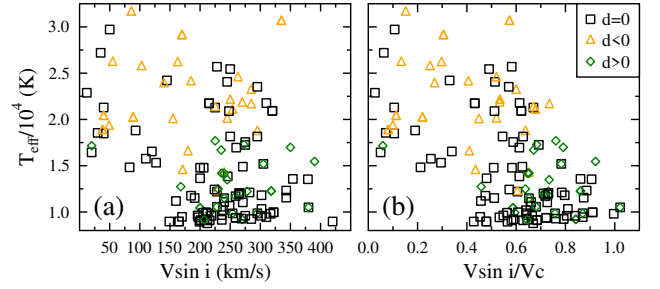 d=0
d<0
d>0
T_eff/10^4 (K)
3.0
2.5
2.0
1.5
1.0
(a)
(b)
50 100 150 200 250 300 350 400
0.0 0.2 0.4 0.6 0.8 1.0
Vsin i (km/s)
Vsin i/Vc